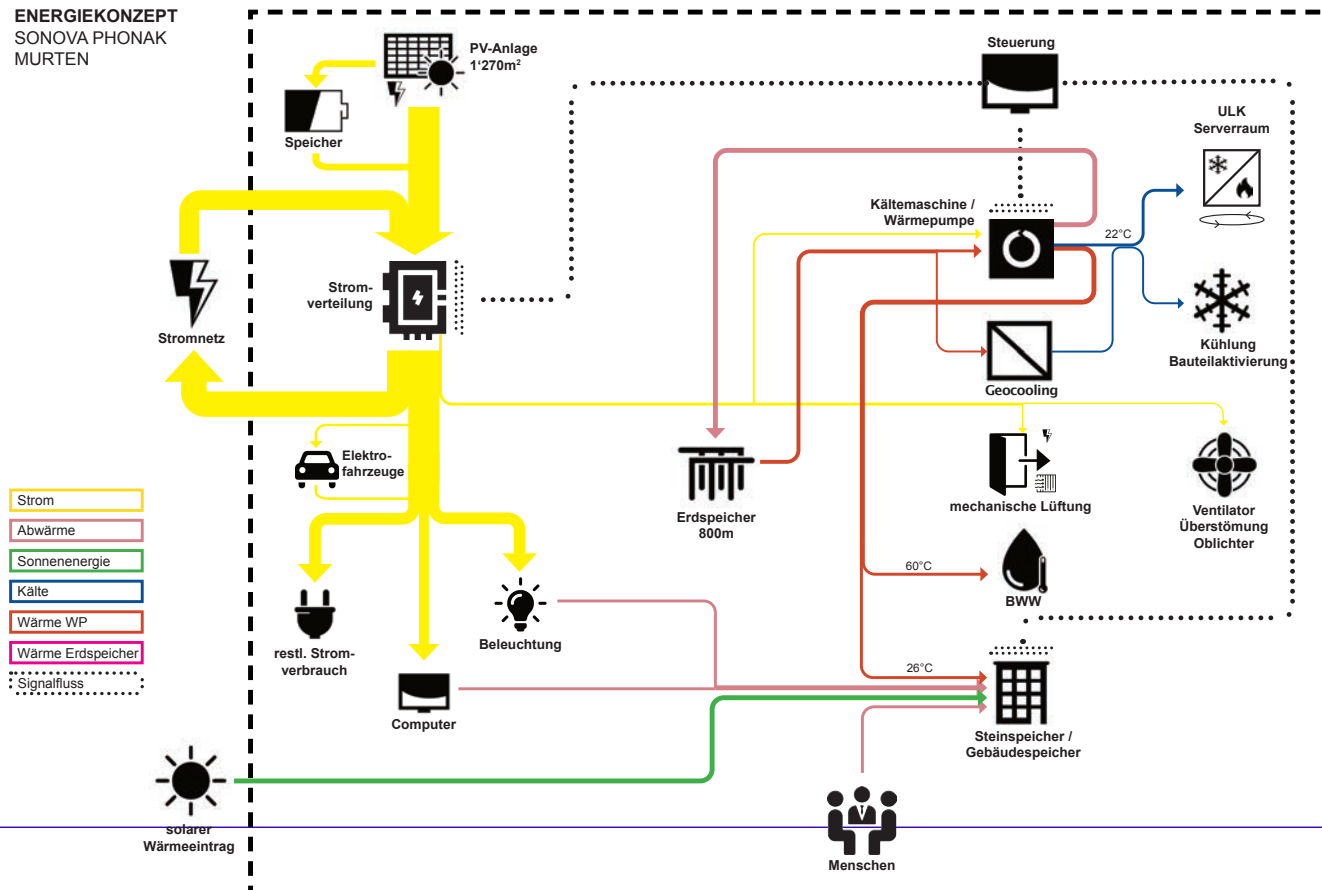 ENERGIEKONZEPT
SONOVA PHONAK
MURTEN
PV-Anlage
1‘270m²
Speicher
Steuerung
ULK
Serverraum
Kältemaschine /
Wärmepumpe
22°C
Strom-
verteilung
Stromnetz
Kühlung
Bauteilaktivierung
Geocooling
Elektro-
fahrzeuge
Erdspeicher
800m
mechanische Lüftung
Ventilator
Überstömung
Oblichter
Strom
Abwärme
Sonnenenergie
Kälte
Wärme WP
Wärme Erdspeicher
Signalfluss
60°C
BWW
restl. Strom-
verbrauch
Beleuchtung
26°C
Computer
Steinspeicher /
Gebäudespeicher
solarer
Wärmeeintrag
Menschen